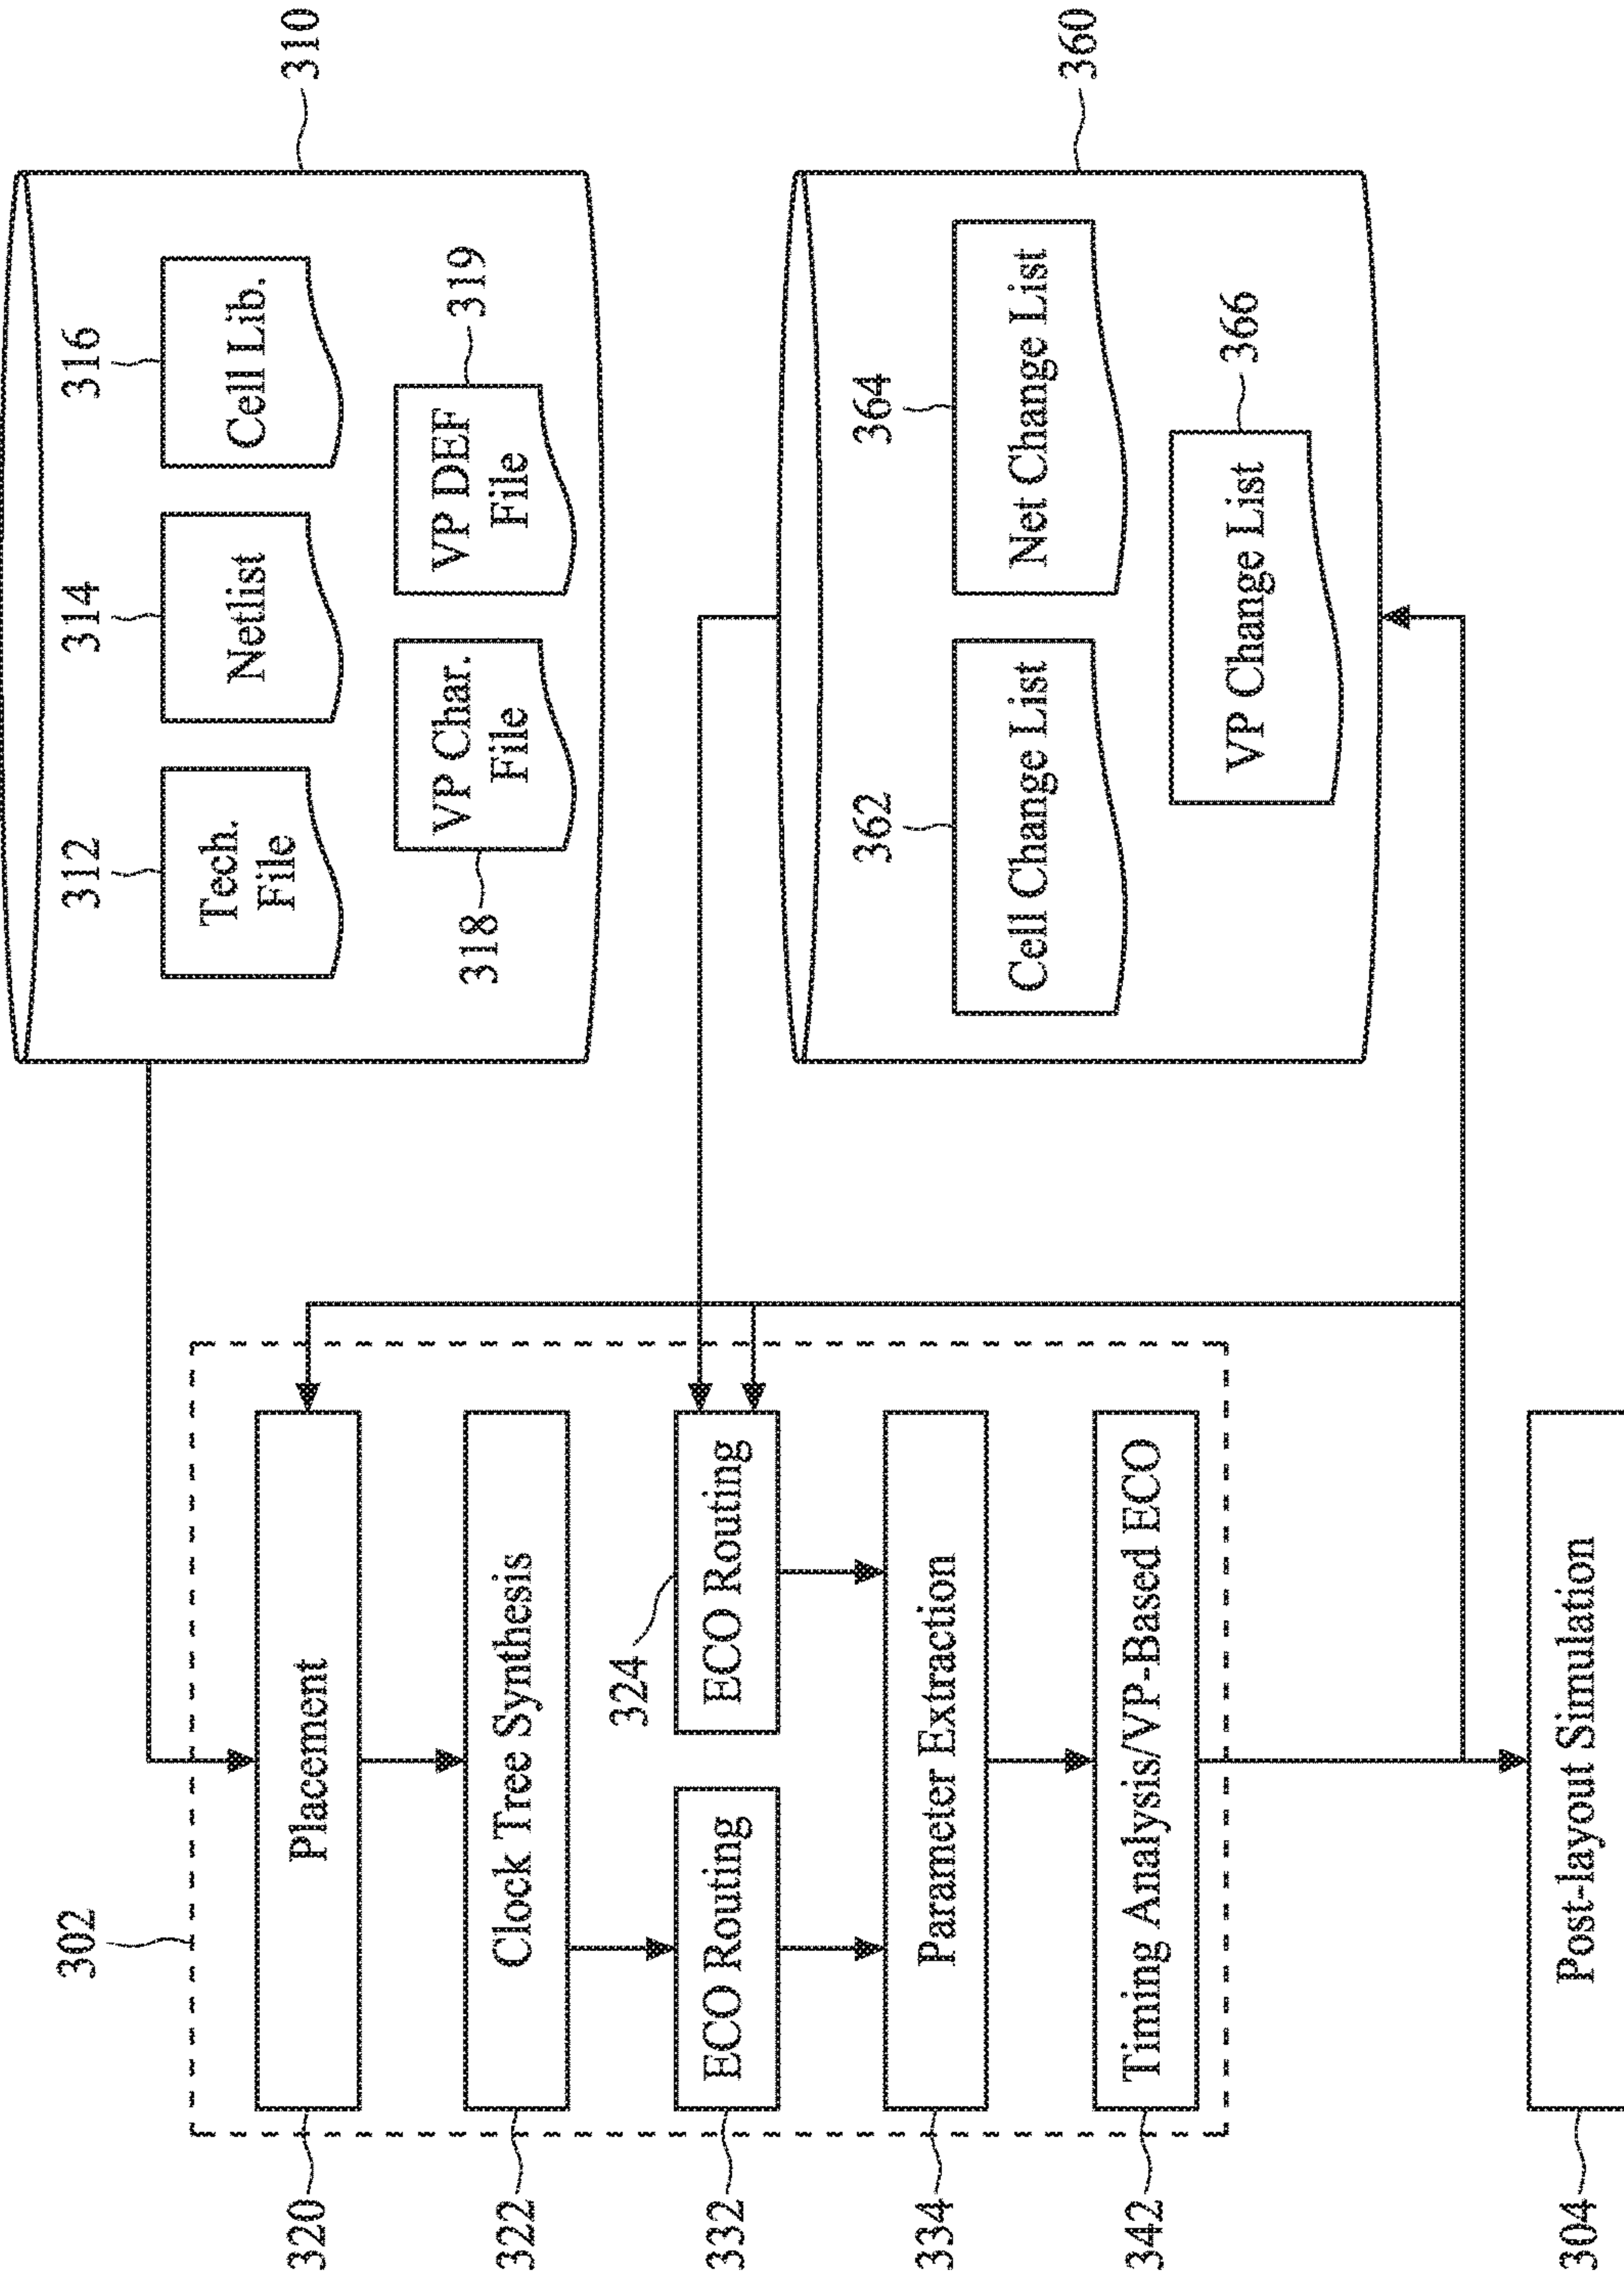 302
320
Placement
322
Clock Tree Synthesis
332
ECO Routing
324
ECO Routing
334
Parameter Extraction
342
Timing Analysis/VP-Based ECO
304
Post-layout Simulation
310
312
Tech.
File
314
Netlist
316
Cell Lib.
318
VP Char.
File
319
VP DEF
File
360
362
Cell Change List
364
Net Change List
366
VP Change List